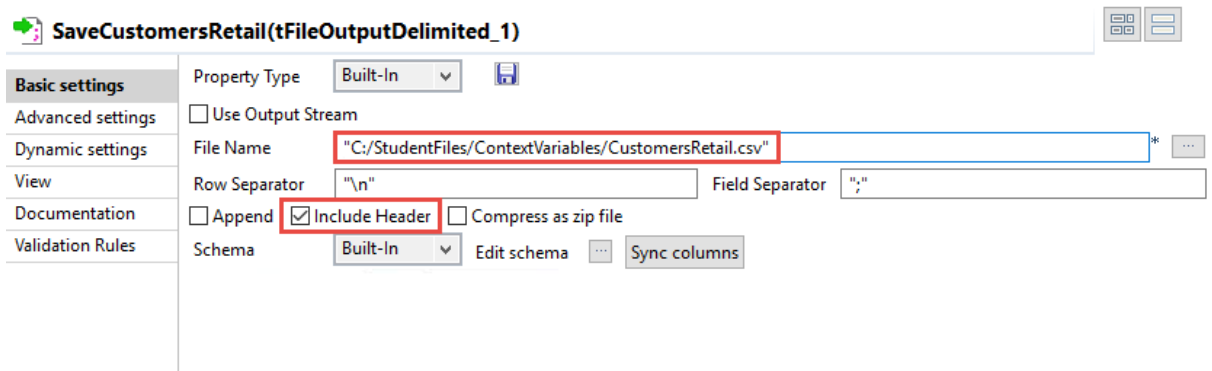 SaveCustomersRetail(tFileOutputDelimited_1)
Basic settings
Advanced settings
Dynamic settings
View
Documentation
Validation Rules
Property Type Built-In
Use Output Stream
File Name "C:/StudentFiles/ContextVariables/CustomersRetail.csv" * ...
Row Separator "\n" Field Separator ";"
Append Include Header Compress as zip file
Schema Built-In Edit schema ... Sync columns